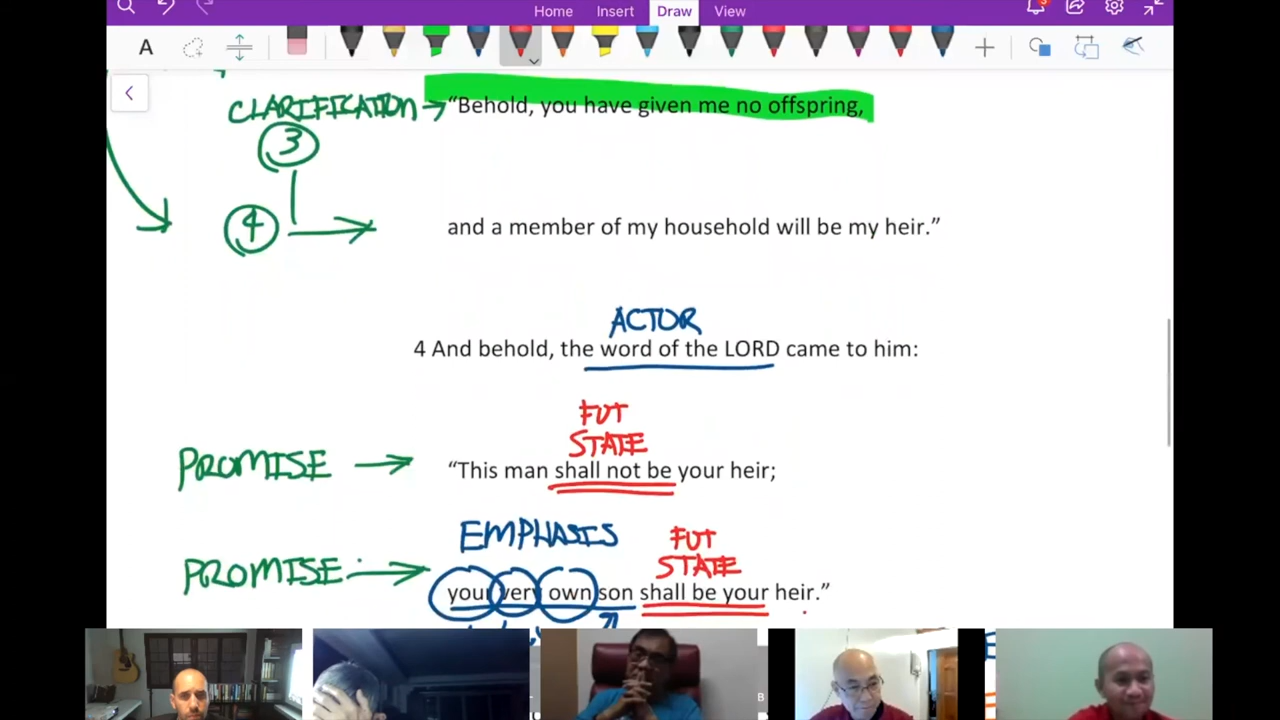 Home Insert Draw View
A
CLARIFICATION → “Behold, you have given me no offspring,
3
4 → and a member of my household will be my heir.”
ACTOR
4 And behold, the word of the LORD came to him:
FUT
STATE
PROMISE → “This man shall not be your heir;
EMPHASIS FUT
STATE
PROMISE → your very own son shall be your heir.”